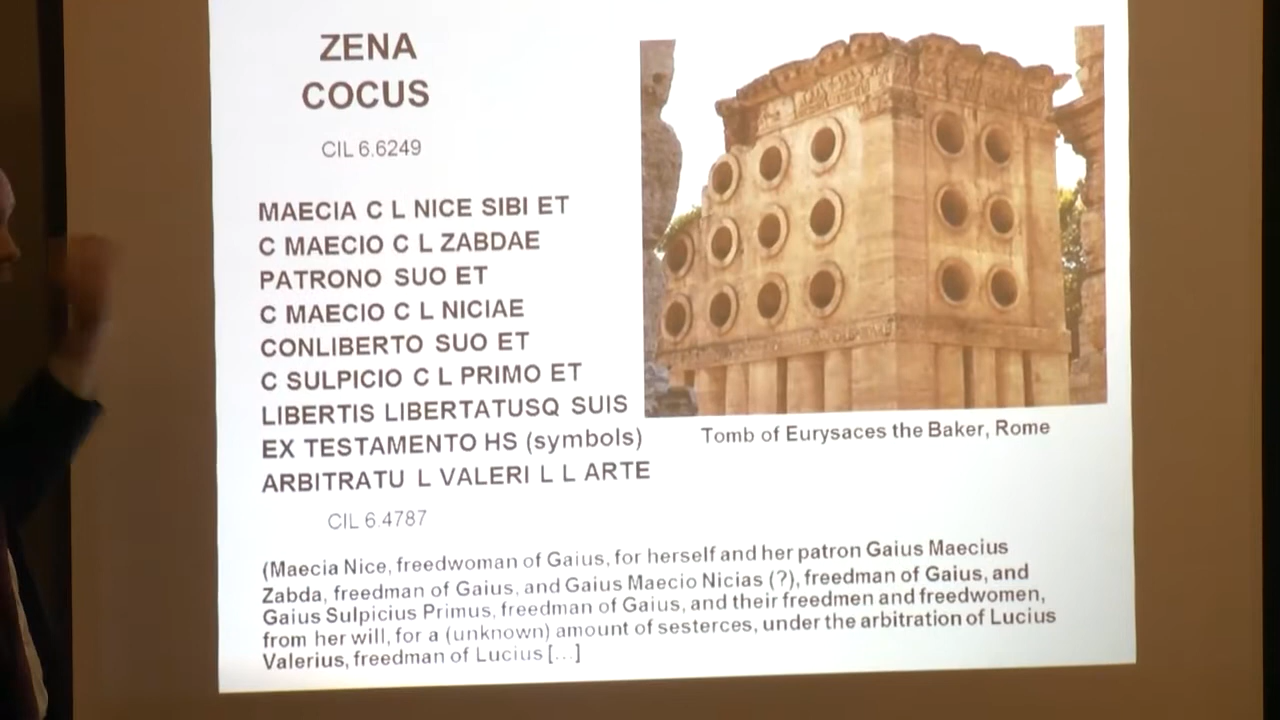 ZENA
COCUS
CIL 6.6249
MAECIA C L NICE SIBI ET
C MAECIO C L ZABDAE
PATRONO SUO ET
C MAECIO C L NICIAE
CONLIBERTO SUO ET
C SULPICIO C L PRIMO ET
LIBERTIS LIBERTATUSQ SUIS
EX TESTAMENTO HS (symbols)
ARBITRATU L VALERI L L ARTE
CIL 6.4787
Tomb of Eurysaces the Baker, Rome
(Maecia Nice, freedwoman of Gaius, for herself and her patron Gaius Maecius
Zabda, freedman of Gaius, and Gaius Maecio Nicias (?), freedman of Gaius, and
Gaius Sulpicius Primus, freedman of Gaius, and their freedmen and freedwomen,
from her will, for a (unknown) amount of sesterces, under the arbitration of Lucius
Valerius, freedman of Lucius [...]